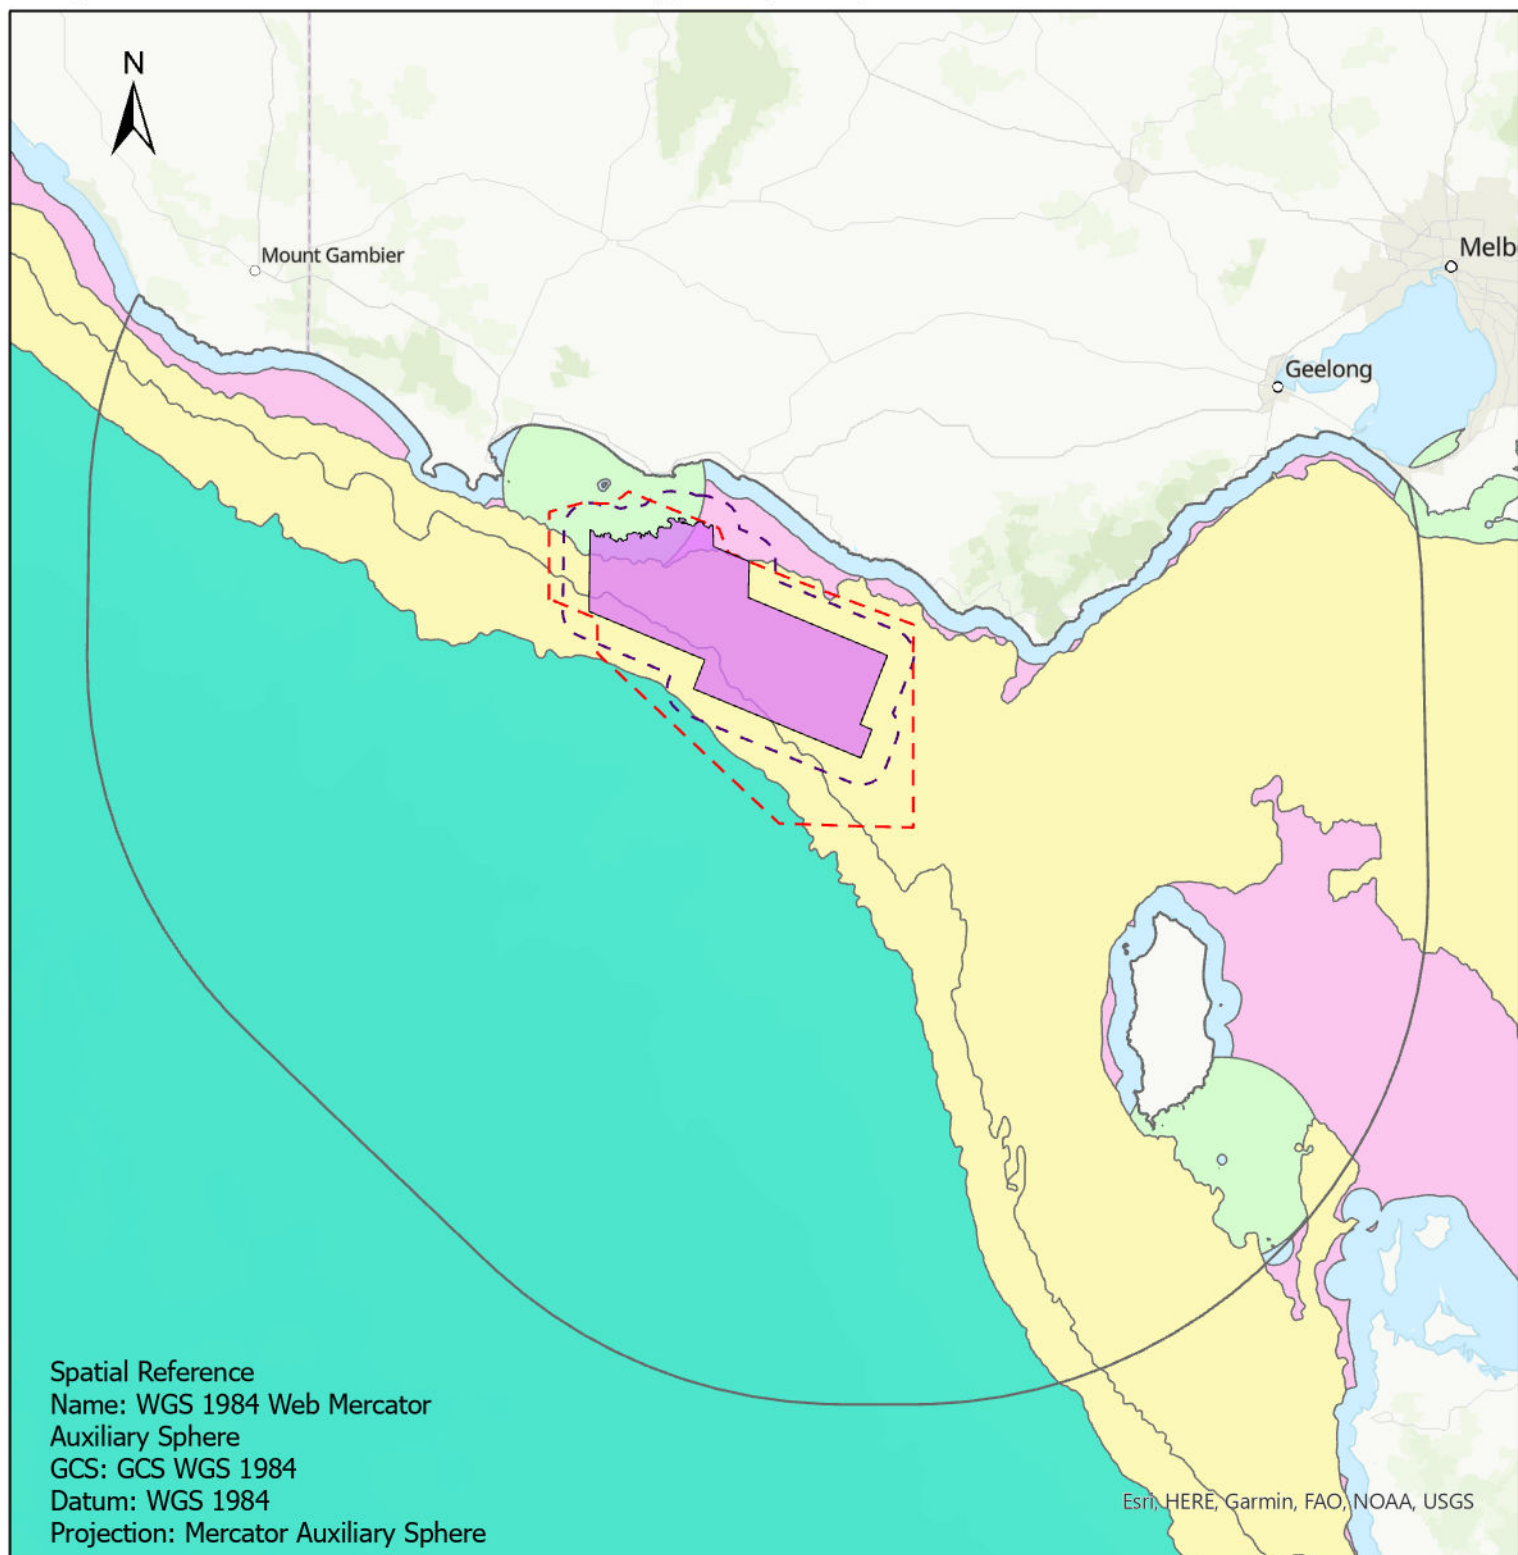 N
Mount Gambier
Melb
Geelong
Spatial Reference
Name: WGS 1984 Web Mercator
Auxiliary Sphere
GCS: GCS WGS 1984
Datum: WGS 1984
Projection: Mercator Auxiliary Sphere
Esri, HERE, Garmin, FAO, NOAA, USGS